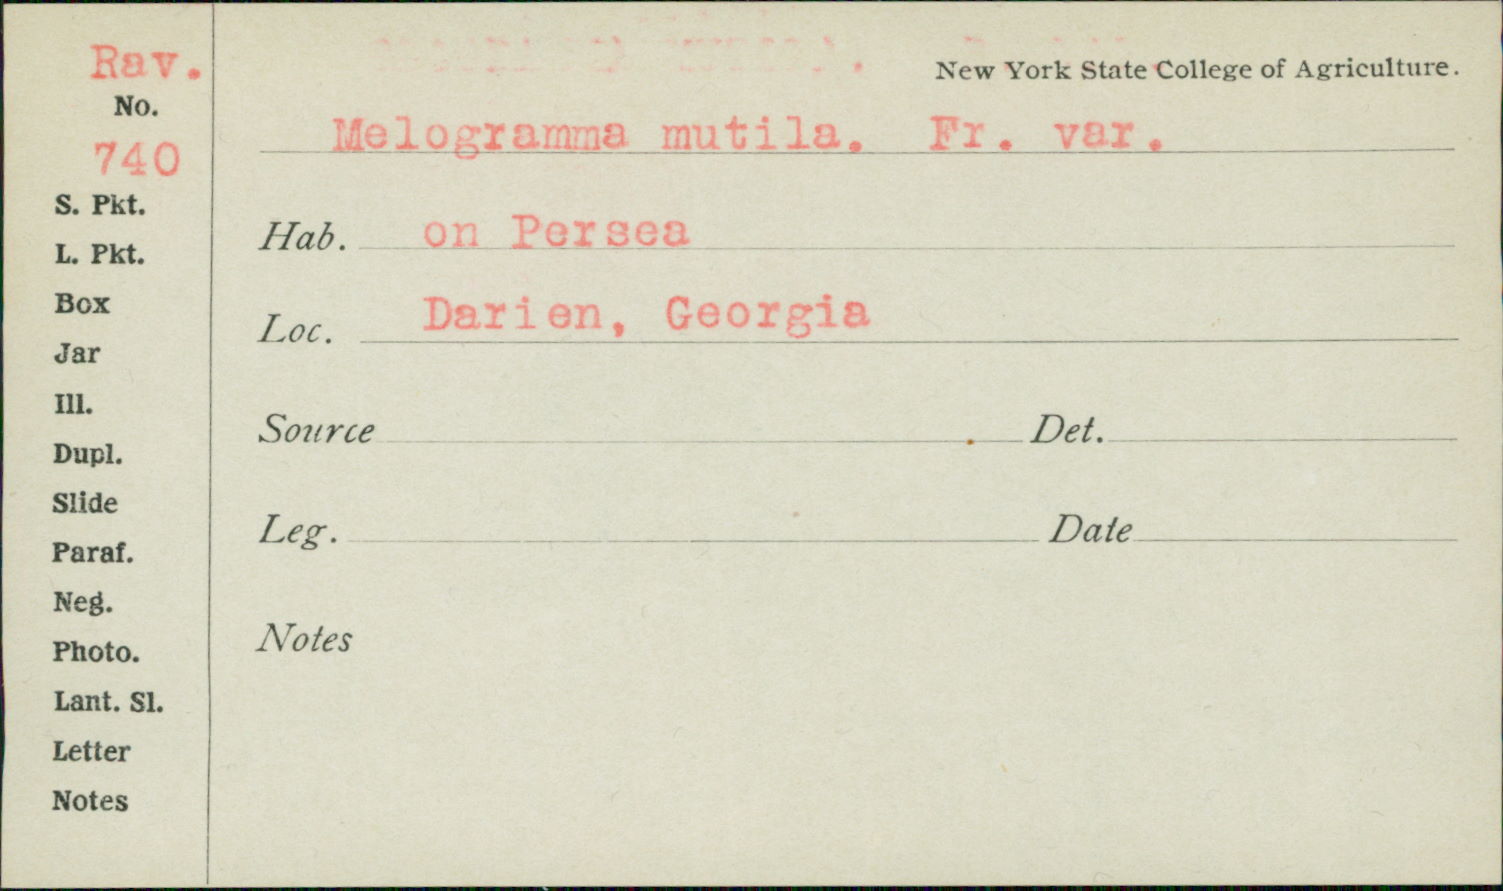 Rav.
No.
740
S. Pkt.
L. Pkt.
Box
Jar
Ill.
Dupl.
Slide
Paraf.
Neg.
Photo.
Lant. Sl.
Letter
Notes
New York State College of Agriculture.
Melogramma mutila. Fr. var.
Hab. on Persea
Loc. Darien, Georgia
Source Det.
Leg. Date
Notes